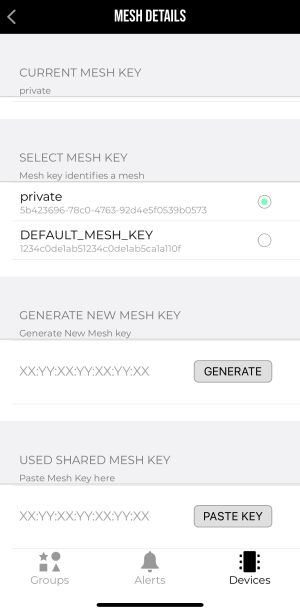 MESH DETAILS
CURRENT MESH KEY
private
SELECT MESH KEY
Mesh key identifies a mesh
private
5b423696-78c0-4763-92d4e5f0539b0573
DEFAULT_MESH_KEY
1234c0de1ab51234c0de1ab5ca1a110f
GENERATE NEW MESH KEY
Generate New Mesh key
XX:YY:XX:YY:XX:YY:XX
GENERATE
USED SHARED MESH KEY
Paste Mesh Key here
XX:YY:XX:YY:XX:YY:XX
PASTE KEY
Groups
Alerts
Devices